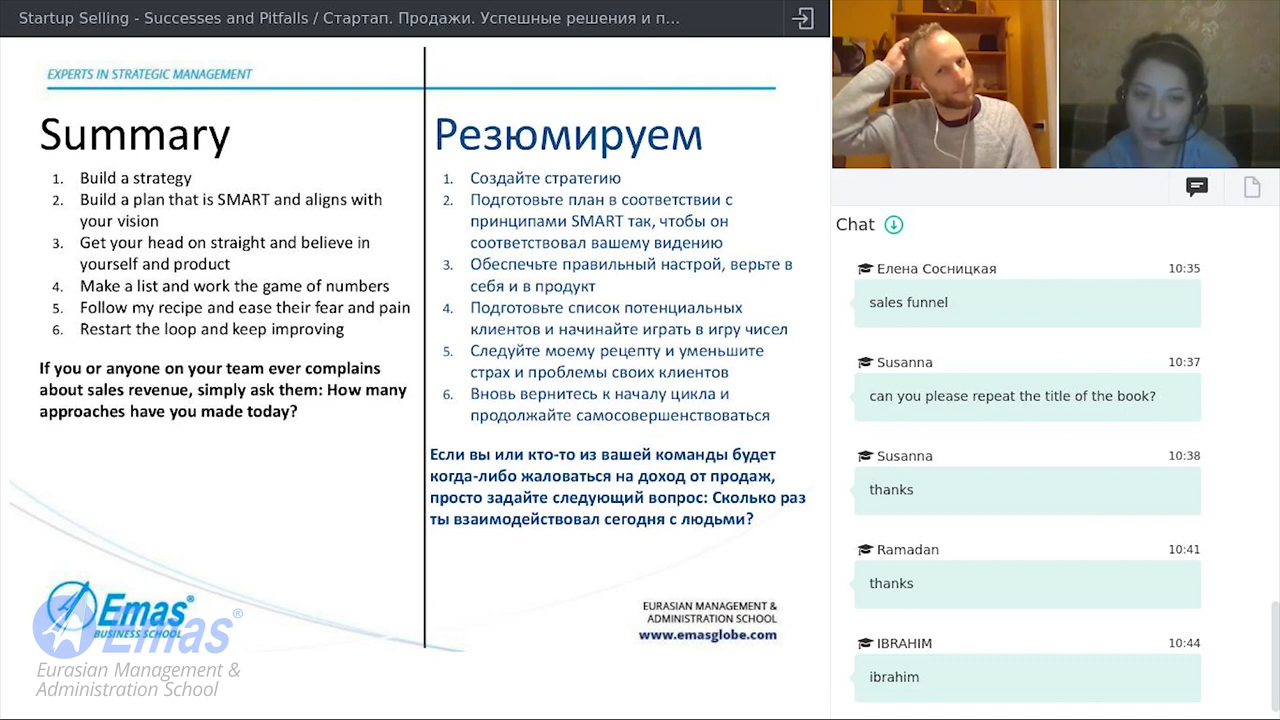 Startup Selling - Successes and Pitfalls / Стартап. Продажи. Успешные решения и п...
EXPERTS IN STRATEGIC MANAGEMENT
Summary
1. Build a strategy
2. Build a plan that is SMART and aligns with
your vision
3. Get your head on straight and believe in
yourself and product
4. Make a list and work the game of numbers
5. Follow my recipe and ease their fear and pain
6. Restart the loop and keep improving
If you or anyone on your team ever complains
about sales revenue, simply ask them: How many
approaches have you made today?
Резюмируем
1. Создайте стратегию
2. Подготовьте план в соответствии с
принципами SMART так, чтобы он
соответствовал вашему видению
3. Обеспечьте правильный настрой, верьте в
себя и в продукт
4. Подготовьте список потенциальных
клиентов и начинайте играть в игру чисел
5. Следуйте моему рецепту и уменьшите
страх и проблемы своих клиентов
6. Вновь вернитесь к началу цикла и
продолжайте самосовершенствоваться
Если вы или кто-то из вашей команды будет
когда-либо жаловаться на доход от продаж,
просто задайте следующий вопрос: Сколько раз
ты взаимодействовал сегодня с людьми?
Emas®
BUSINESS SCHOOL
Emas®
Eurasian Management &
Administration School
EURASIAN MANAGEMENT &
ADMINISTRATION SCHOOL
www.emasglobe.com
Chat
Елена Сосницкая 10:35
sales funnel
Susanna 10:37
can you please repeat the title of the book?
Susanna 10:38
thanks
Ramadan 10:41
thanks
IBRAHIM 10:44
ibrahim